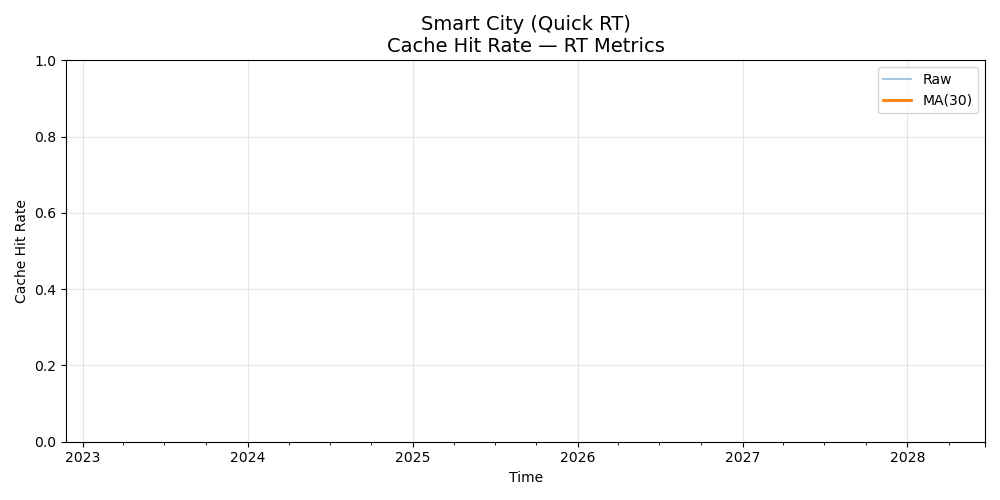 Smart City (Quick RT)
Cache Hit Rate — RT Metrics
Raw
MA(30)
Cache Hit Rate
1.0
0.8
0.6
0.4
0.2
0.0
2023
2024
2025
2026
2027
2028
Time